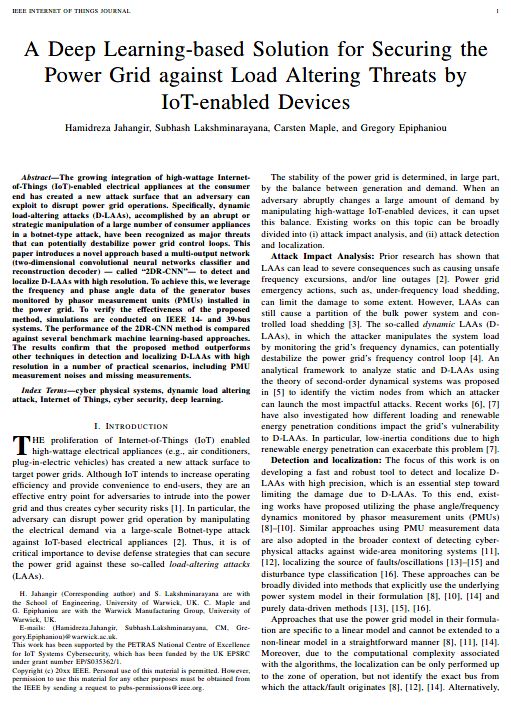 IEEE INTERNET OF THINGS JOURNAL
1
A Deep Learning-based Solution for Securing the
Power Grid against Load Altering Threats by
IoT-enabled Devices
Hamidreza Jahangir, Subhash Lakshminarayana, Carsten Maple, and Gregory Epiphaniou
Abstract—The growing integration of high-wattage Internet-
of-Things (IoT)-enabled electrical appliances at the consumer
end has created a new attack surface that an adversary can
exploit to disrupt power grid operations. Specifically, dynamic
load-altering attacks (D-LAAs), accomplished by an abrupt or
strategic manipulation of a large number of consumer appliances
in a botnet-type attack, have been recognized as major threats
that can potentially destabilize power grid control loops. This
paper introduces a novel approach based a multi-output network
(two-dimensional convolutional neural networks classifier and
reconstruction decoder) — called “2DR-CNN”— to detect and
localize D-LAAs with high resolution. To achieve this, we leverage
the frequency and phase angle data of the generator buses
monitored by phasor measurement units (PMUs) installed in
the power grid. To verify the effectiveness of the proposed
method, simulations are conducted on IEEE 14- and 39-bus
systems. The performance of the 2DR-CNN method is compared
against several benchmark machine learning-based approaches.
The results confirm that the proposed method outperforms
other techniques in detection and localizing D-LAAs with high
resolution in a number of practical scenarios, including PMU
measurement noises and missing measurements.
Index Terms—cyber physical systems, dynamic load altering
attack, Internet of Things, cyber security, deep learning.
I. INTRODUCTION
THE proliferation of Internet-of-Things (IoT) enabled
high-wattage electrical appliances (e.g., air conditioners,
plug-in-electric vehicles) has created a new attack surface to
target power grids. Although IoT intends to increase operating
efficiency and provide convenience to end-users, they are an
effective entry point for adversaries to intrude into the power
grid and thus creates cyber security risks [1]. In particular, the
adversary can disrupt power grid operation by manipulating
the electrical demand via a large-scale Botnet-type attack
against IoT-based electrical appliances [2]. Thus, it is of
critical importance to devise defense strategies that can secure
the power grid against these so-called load-altering attacks
(LAAs).
H. Jahangir (Corresponding author) and S. Lakshminarayana are with
the School of Engineering, University of Warwick, UK. C. Maple and
G. Epiphaniou are with the Warwick Manufacturing Group, University of
Warwick, UK.
E-mails: (Hamidreza.Jahangir, Subhash.Lakshminarayana, CM, Gre-
gory.Epiphaniou)@warwick.ac.uk.
This work has been supported by the PETRAS National Centre of Excellence
for IoT Systems Cybersecurity, which has been funded by the UK EPSRC
under grant number EP/S035362/1.
Copyright (c) 20xx IEEE. Personal use of this material is permitted. However,
permission to use this material for any other purposes must be obtained from
the IEEE by sending a request to pubs-permissions@ieee.org.
The stability of the power grid is determined, in large part,
by the balance between generation and demand. When an
adversary abruptly changes a large amount of demand by
manipulating high-wattage IoT-enabled devices, it can upset
this balance. Existing works on this topic can be broadly
divided into (i) attack impact analysis, and (ii) attack detection
and localization.
Attack Impact Analysis: Prior research has shown that
LAAs can lead to severe consequences such as causing unsafe
frequency excursions, and/or line outages [2]. Power grid
emergency actions, such as, under-frequency load shedding,
can limit the damage to some extent. However, LAAs can
still cause a partition of the bulk power system and con-
trolled load shedding [3]. The so-called dynamic LAAs (D-
LAAs), in which the attacker manipulates the system load
by monitoring the grid's frequency dynamics, can potentially
destabilize the power grid's frequency control loop [4]. An
analytical framework to analyze static and D-LAAs using
the theory of second-order dynamical systems was proposed
in [5] to identify the victim nodes from which an attacker
can launch the most impactful attacks. Recent works [6], [7]
have also investigated how different loading and renewable
energy penetration conditions impact the grid's vulnerability
to D-LAAs. In particular, low-inertia conditions due to high
renewable energy penetration can exacerbate this problem [7].
Detection and localization: The focus of this work is on
developing a fast and robust tool to detect and localize D-
LAAs with high precision, which is an essential step toward
limiting the damage due to D-LAAs. To this end, exist-
ing works have proposed utilizing the phase angle/frequency
dynamics monitored by phasor measurement units (PMUs)
[8]–[10]. Similar approaches using PMU measurement data
are also adopted in the broader context of detecting cyber-
physical attacks against wide-area monitoring systems [11],
[12], localizing the source of faults/oscillations [13]–[15] and
disturbance type classification [16]. These approaches can be
broadly divided into methods that explicitly use the underlying
power system model in their formulation [8], [10], [14] and
purely data-driven methods [13], [15], [16].
Approaches that use the power grid model in their formula-
tion are specific to a linear model and cannot be extended to a
non-linear model in a straightforward manner [8], [11], [14].
Moreover, due to the computational complexity associated
with the algorithms, the localization can be only performed up
to the zone of operation, but not identify the exact bus from
which the attack/fault originates [8], [12], [14]. Alternatively,